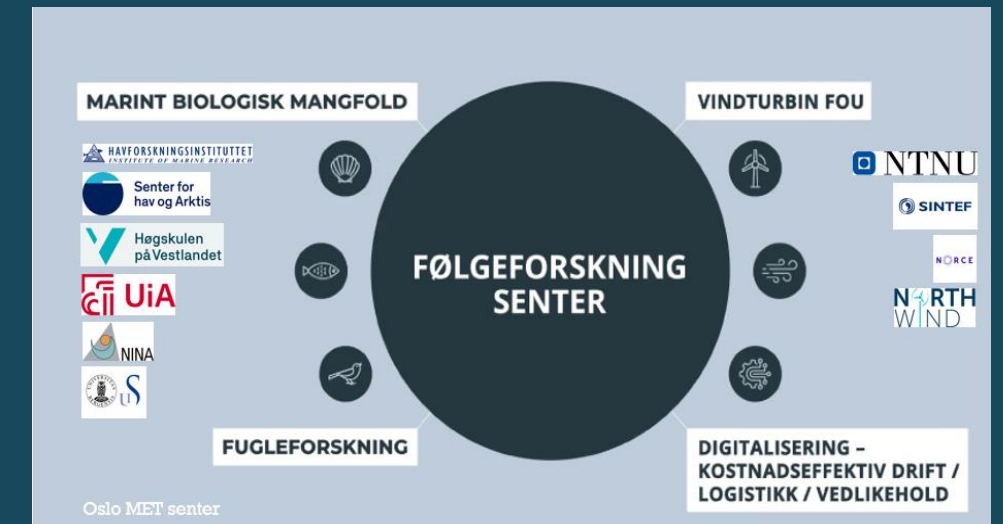 MARINT BIOLOGISK MANGFOLD
HAVFORSKNINGSINSTITUTTET
INSTITUTE OF MARINE RESEARCH
Senter for
hav og Arktis
Høgskulen
på Vestlandet
UiA
NINA
UiS
FUGLEFORSKNING
Oslo MET senter
FØLGEFORSKNING
SENTER
VINDTURBIN FOU
NTNU
SINTEF
NORCE
NORTH
WIND
DIGITALISERING –
KOSTNADSEFFEKTIV DRIFT /
LOGISTIKK / VEDLIKEHOLD